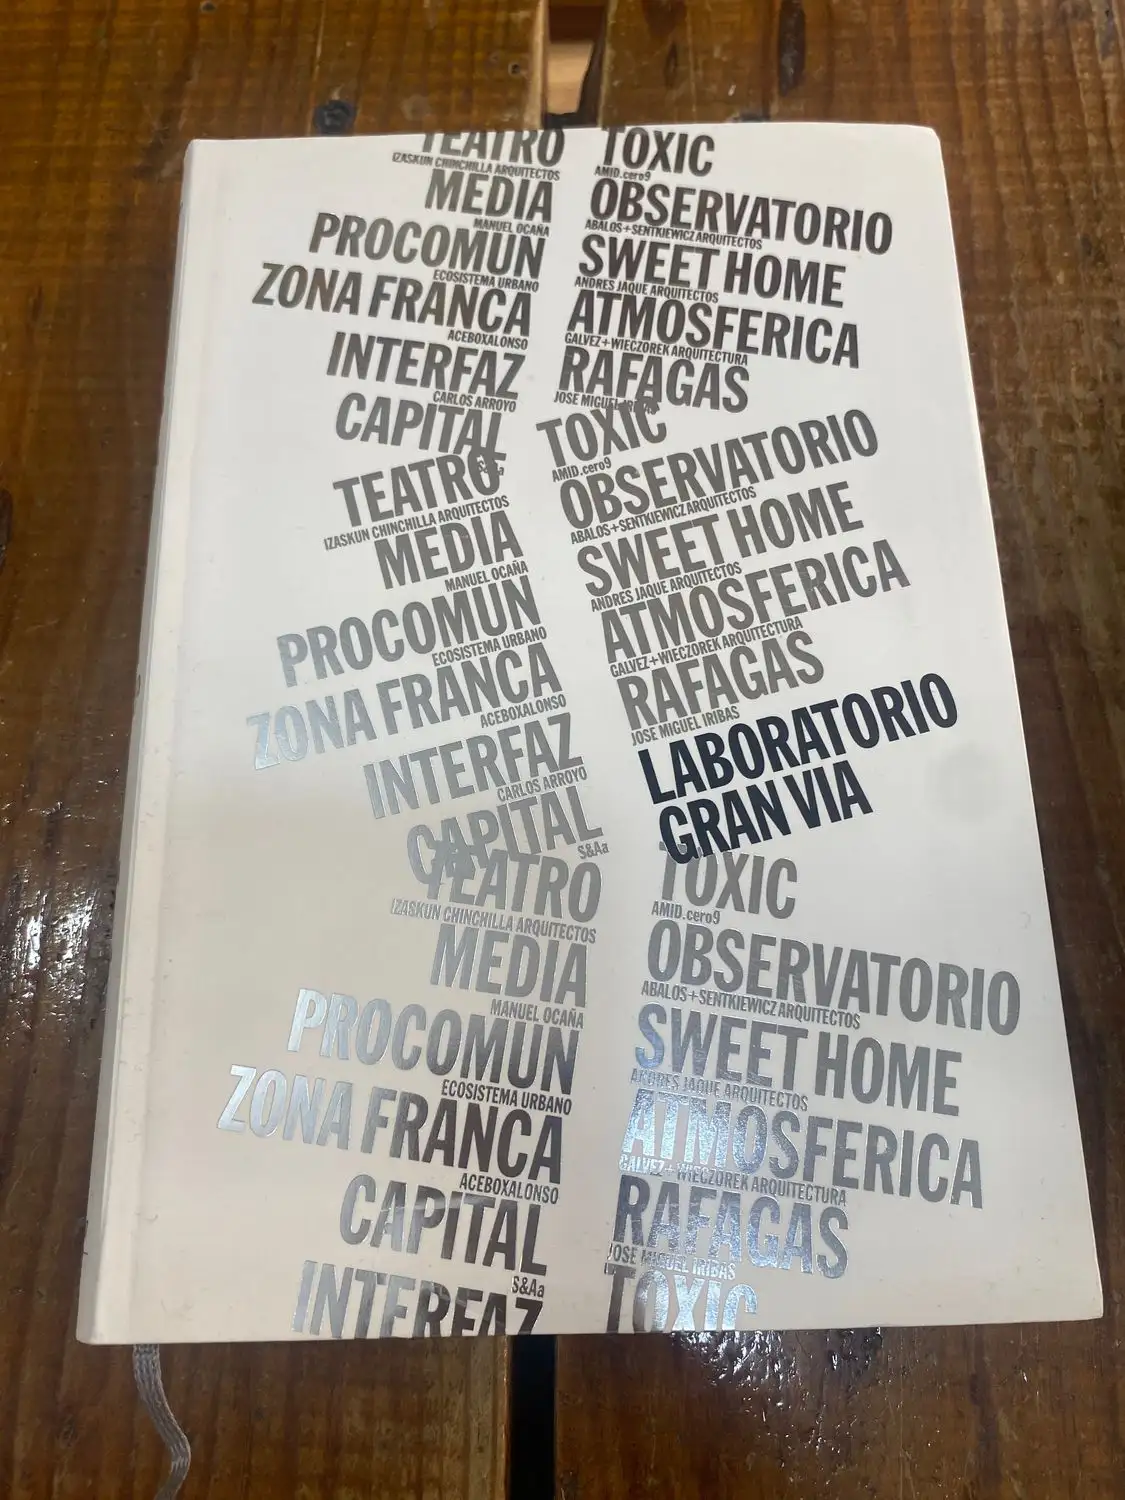 TEATRO
IZASKUN CHINCHILLA ARQUITECTOS
MEDIA
MANUEL OCAÑA
PROCOMUN
ECOSISTEMA URBANO
ZONA FRANCA
ACEBOXALONSO
INTERFAZ
CARLOS ARROYO
CAPITAL
S&Aa
TEATRO
IZASKUN CHINCHILLA ARQUITECTOS
MEDIA
MANUEL OCAÑA
PROCOMUN
ECOSISTEMA URBANO
ZONA FRANCA
ACEBOXALONSO
INTERFAZ
CARLOS ARROYO
CAPITAL
S&Aa
TEATRO
IZASKUN CHINCHILLA ARQUITECTOS
MEDIA
MANUEL OCAÑA
PROCOMUN
ECOSISTEMA URBANO
ZONA FRANCA
ACEBOXALONSO
CAPITAL
S&Aa
INTERFAZ
TOXIC
AMID.cero9
OBSERVATORIO
ABALOS+SENTKIEWICZ ARQUITECTOS
SWEET HOME
ANDRES JAQUE ARQUITECTOS
ATMOSFERICA
GALVEZ+WIECZOREK ARQUITECTURA
RAFAGAS
JOSE MIGUEL IRIBAS
TOXIC
AMID.cero9
OBSERVATORIO
ABALOS+SENTKIEWICZ ARQUITECTOS
SWEET HOME
ANDRES JAQUE ARQUITECTOS
ATMOSFERICA
GALVEZ+WIECZOREK ARQUITECTURA
RAFAGAS
JOSE MIGUEL IRIBAS
LABORATORIO
GRAN VIA
TOXIC
AMID.cero9
OBSERVATORIO
ABALOS+SENTKIEWICZ ARQUITECTOS
SWEET HOME
ANDRES JAQUE ARQUITECTOS
ATMOSFERICA
GALVEZ+WIECZOREK ARQUITECTURA
RAFAGAS
JOSE MIGUEL IRIBAS
TOXIC